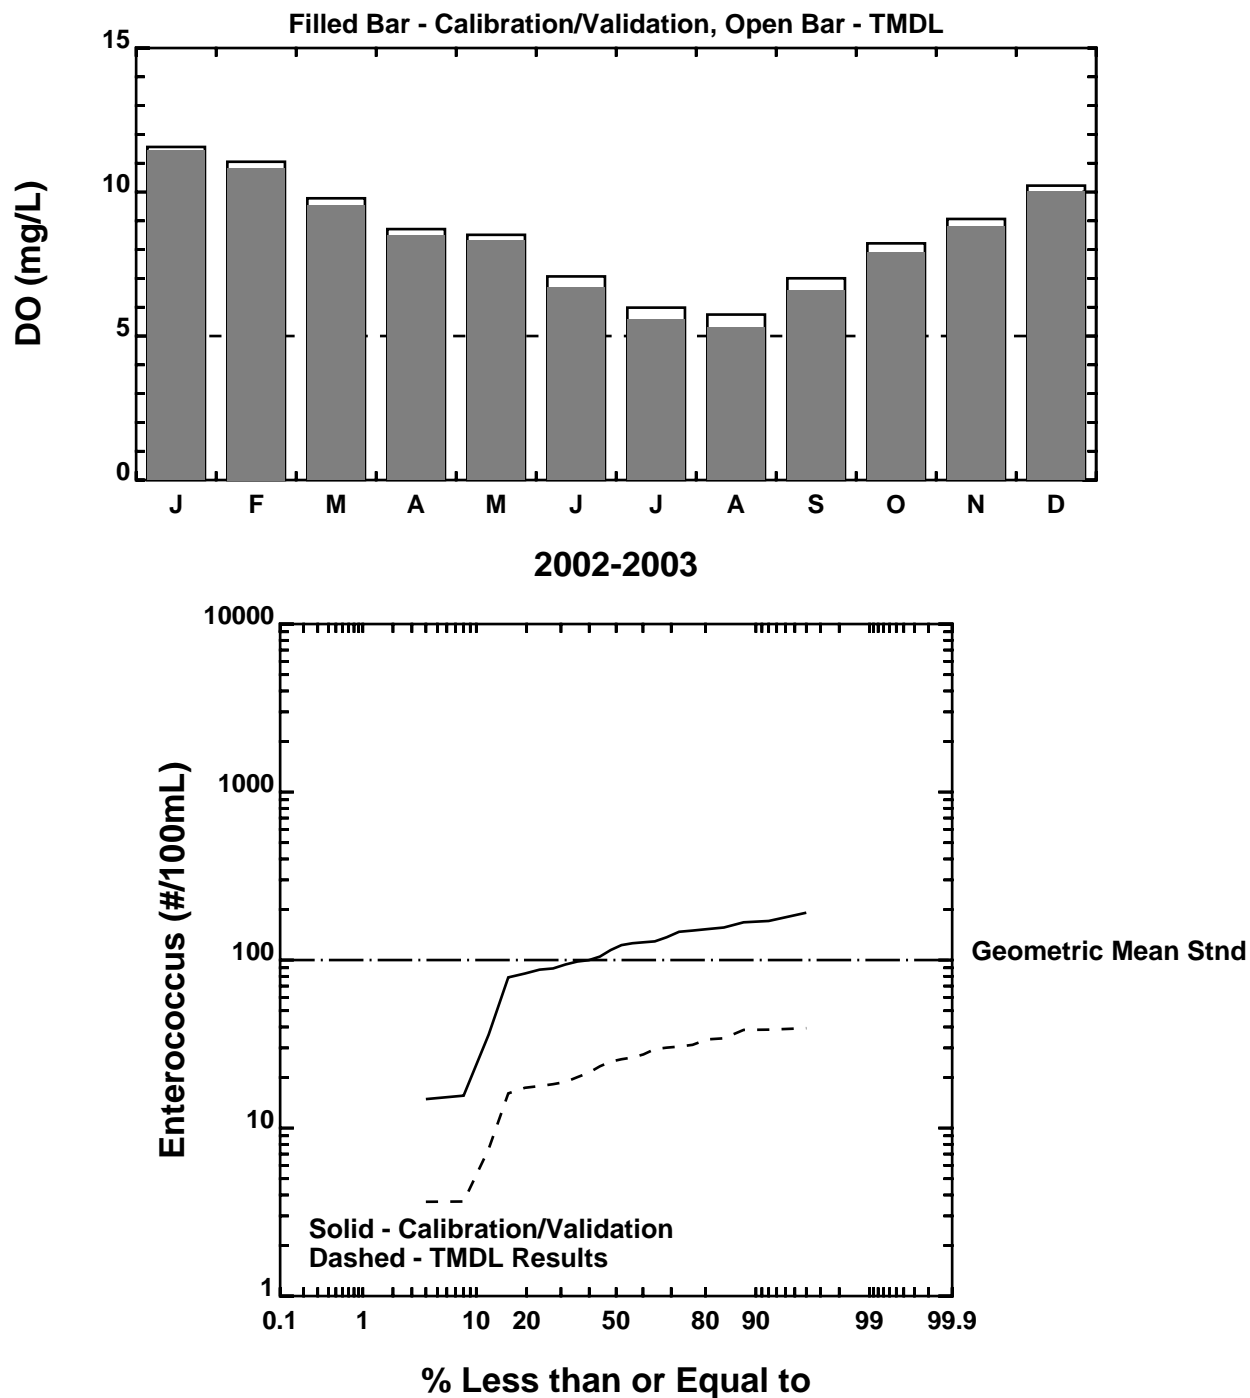 Filled Bar - Calibration/Validation, Open Bar - TMDL
15
10
5
0
DO (mg/L)
J F M A M J J A S O N D
2002-2003
10000
1000
100
10
1
Enterococcus (#/100mL)
Geometric Mean Stnd
Solid - Calibration/Validation
Dashed - TMDL Results
0.1 1 10 20 50 80 90 99 99.9
% Less than or Equal to